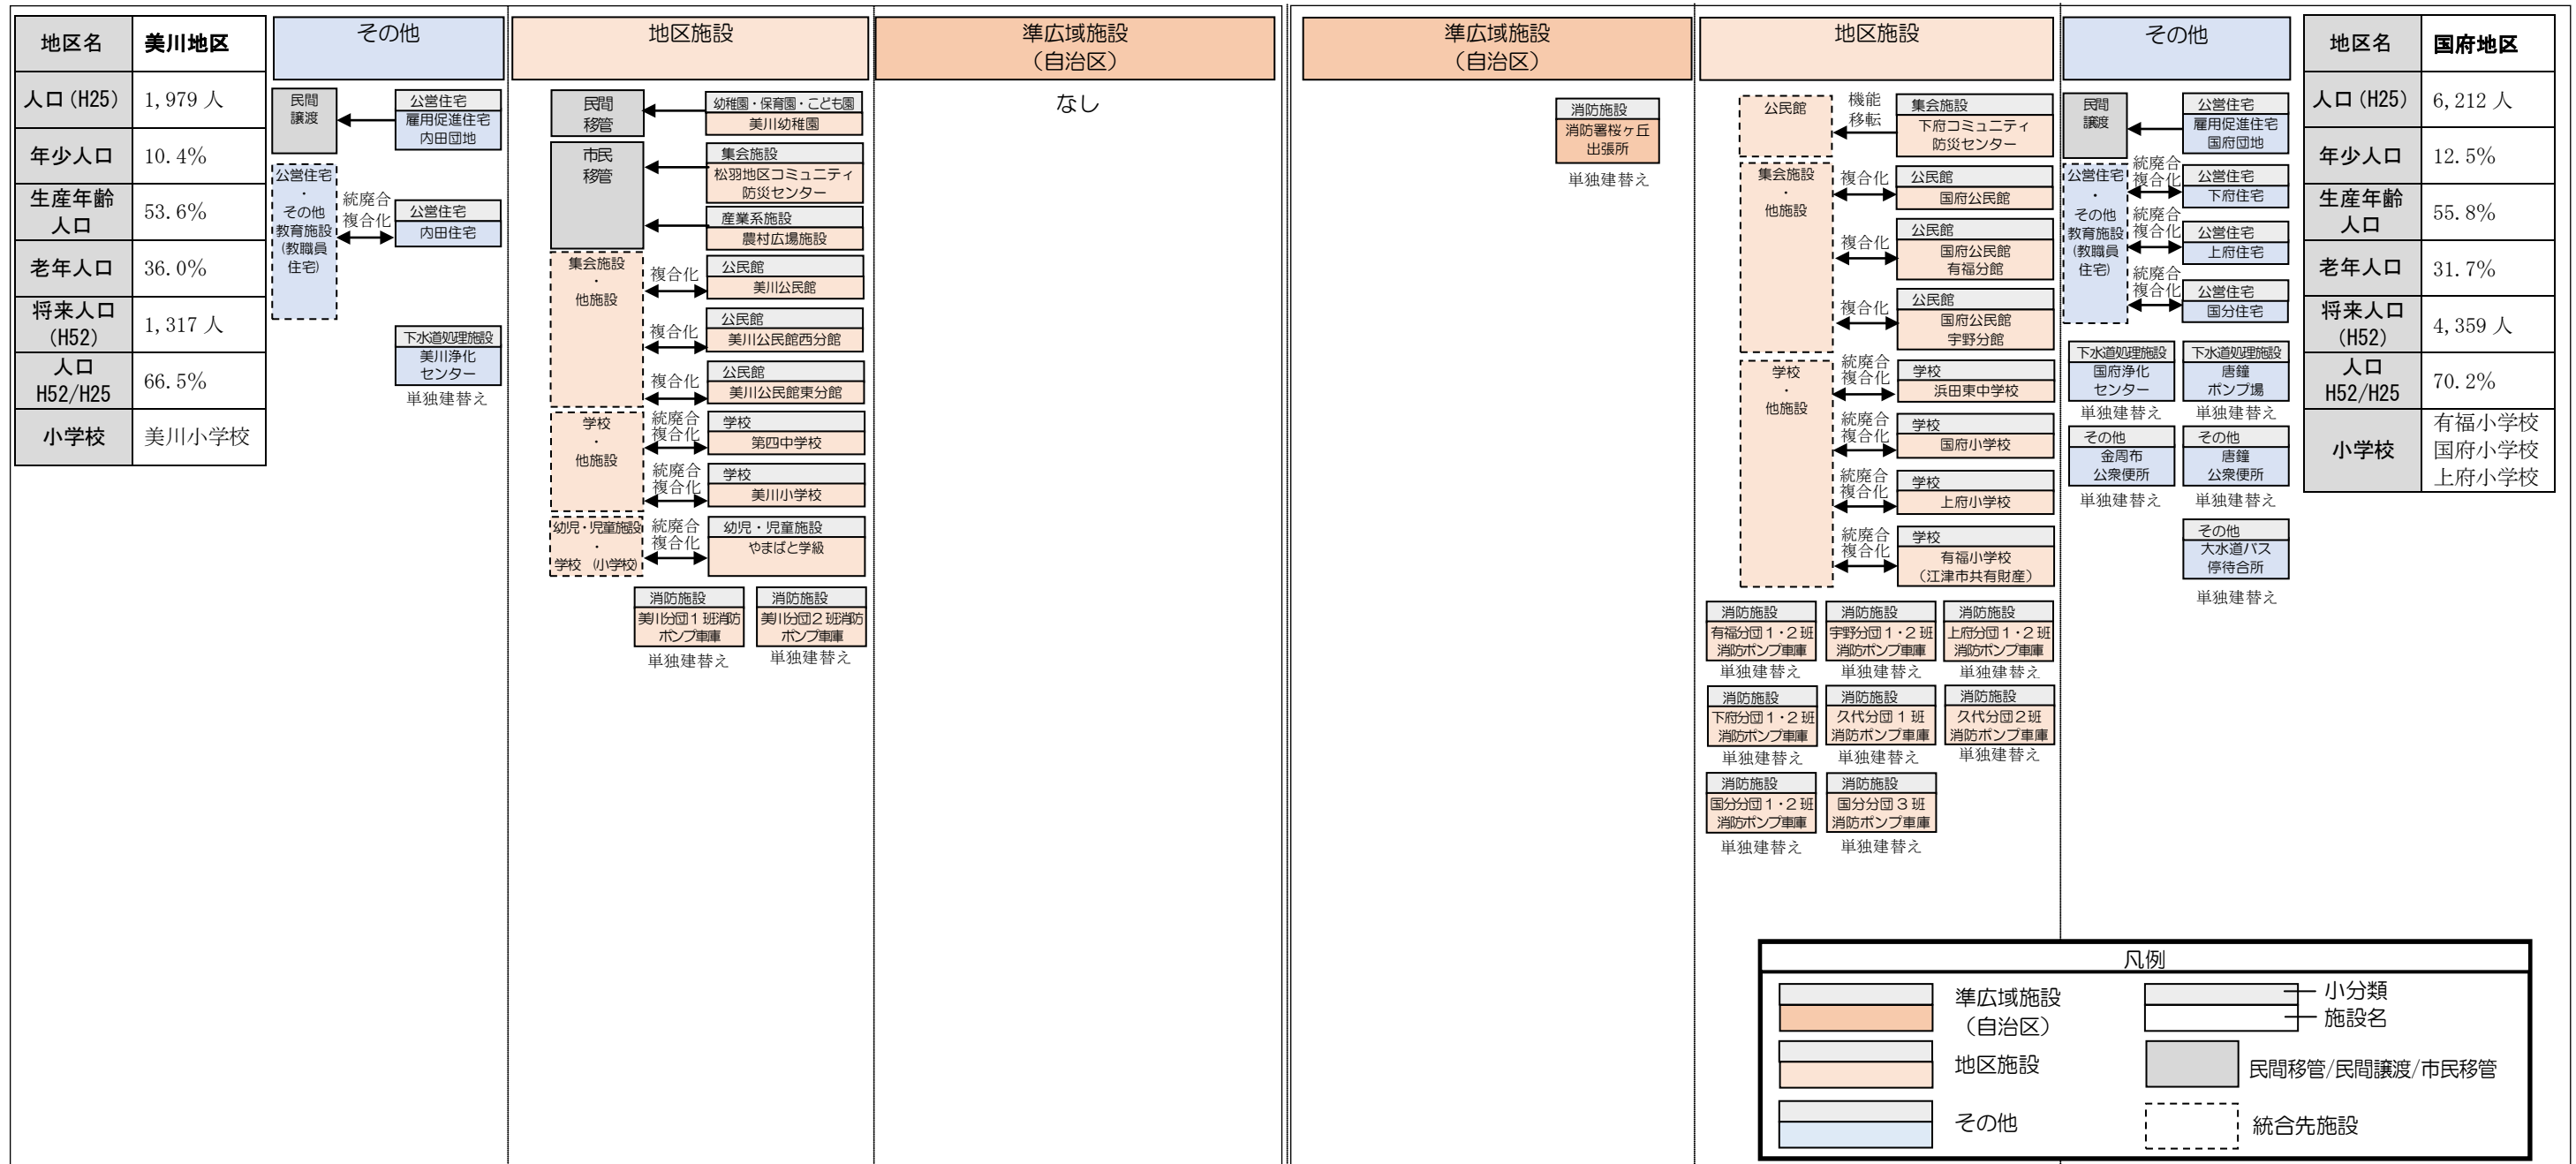 地区名 美川地区
人口(H25) 1,979 人
年少人口 10.4%
生産年齢
人口
53.6%
老年人口 36.0%
将来人口
(H52)
1,317 人
人口
H52/H25
66.5%
小学校 美川小学校
その他
民間
譲渡
公営住宅
雇用促進住宅
内田団地
公営住宅
・
その他
教育施設
(教職員
住宅)
統廃合
複合化
公営住宅
内田住宅
下水道処理施設
美川浄化
センター
単独建替え
地区施設
民間
移管
幼稚園・保育園・こども園
美川幼稚園
市民
移管
集会施設
松羽地区コミュニティ
防災センター
産業系施設
農村広場施設
集会施設
・
他施設
複合化
公民館
美川公民館
複合化
公民館
美川公民館西分館
複合化
公民館
美川公民館東分館
学校
・
他施設
統廃合
複合化
学校
第四中学校
統廃合
複合化
学校
美川小学校
幼児・児童施設
・
学校 (小学校)
統廃合
複合化
幼児・児童施設
やまばと学級
消防施設
美川分団1班消防
ポンプ車庫
単独建替え
消防施設
美川分団2班消防
ポンプ車庫
単独建替え
準広域施設
（自治区）
なし
準広域施設
（自治区）
消防施設
消防署桜ヶ丘
出張所
単独建替え
地区施設
公民館
機能
移転
集会施設
下府コミュニティ
防災センター
集会施設
・
他施設
複合化
公民館
国府公民館
複合化
公民館
国府公民館
有福分館
複合化
公民館
国府公民館
宇野分館
学校
・
他施設
統廃合
複合化
学校
浜田東中学校
統廃合
複合化
学校
国府小学校
統廃合
複合化
学校
上府小学校
統廃合
複合化
学校
有福小学校
（江津市共有財産）
消防施設
有福分団1・2班
消防ポンプ車庫
単独建替え
消防施設
宇野分団1・2班
消防ポンプ車庫
単独建替え
消防施設
上府分団1・2班
消防ポンプ車庫
単独建替え
消防施設
下府分団1・2班
消防ポンプ車庫
単独建替え
消防施設
久代分団1班
消防ポンプ車庫
単独建替え
消防施設
久代分団2班
消防ポンプ車庫
単独建替え
消防施設
国分分団1・2班
消防ポンプ車庫
単独建替え
消防施設
国分分団3班
消防ポンプ車庫
単独建替え
その他
民間
譲渡
公営住宅
雇用促進住宅
国府団地
公営住宅
・
その他
教育施設
(教職員
住宅)
統廃合
複合化
公営住宅
下府住宅
統廃合
複合化
公営住宅
上府住宅
統廃合
複合化
公営住宅
国分住宅
下水道処理施設
国府浄化
センター
単独建替え
下水道処理施設
唐鐘
ポンプ場
単独建替え
その他
金周布
公衆便所
単独建替え
その他
唐鐘
公衆便所
単独建替え
その他
大水道バス
停待合所
単独建替え
地区名 国府地区
人口(H25) 6,212 人
年少人口 12.5%
生産年齢
人口
55.8%
老年人口 31.7%
将来人口
(H52)
4,359 人
人口
H52/H25
70.2%
小学校
有福小学校
国府小学校
上府小学校
凡例
準広域施設
（自治区）
地区施設
その他
小分類
施設名
民間移管/民間譲渡/市民移管
統合先施設